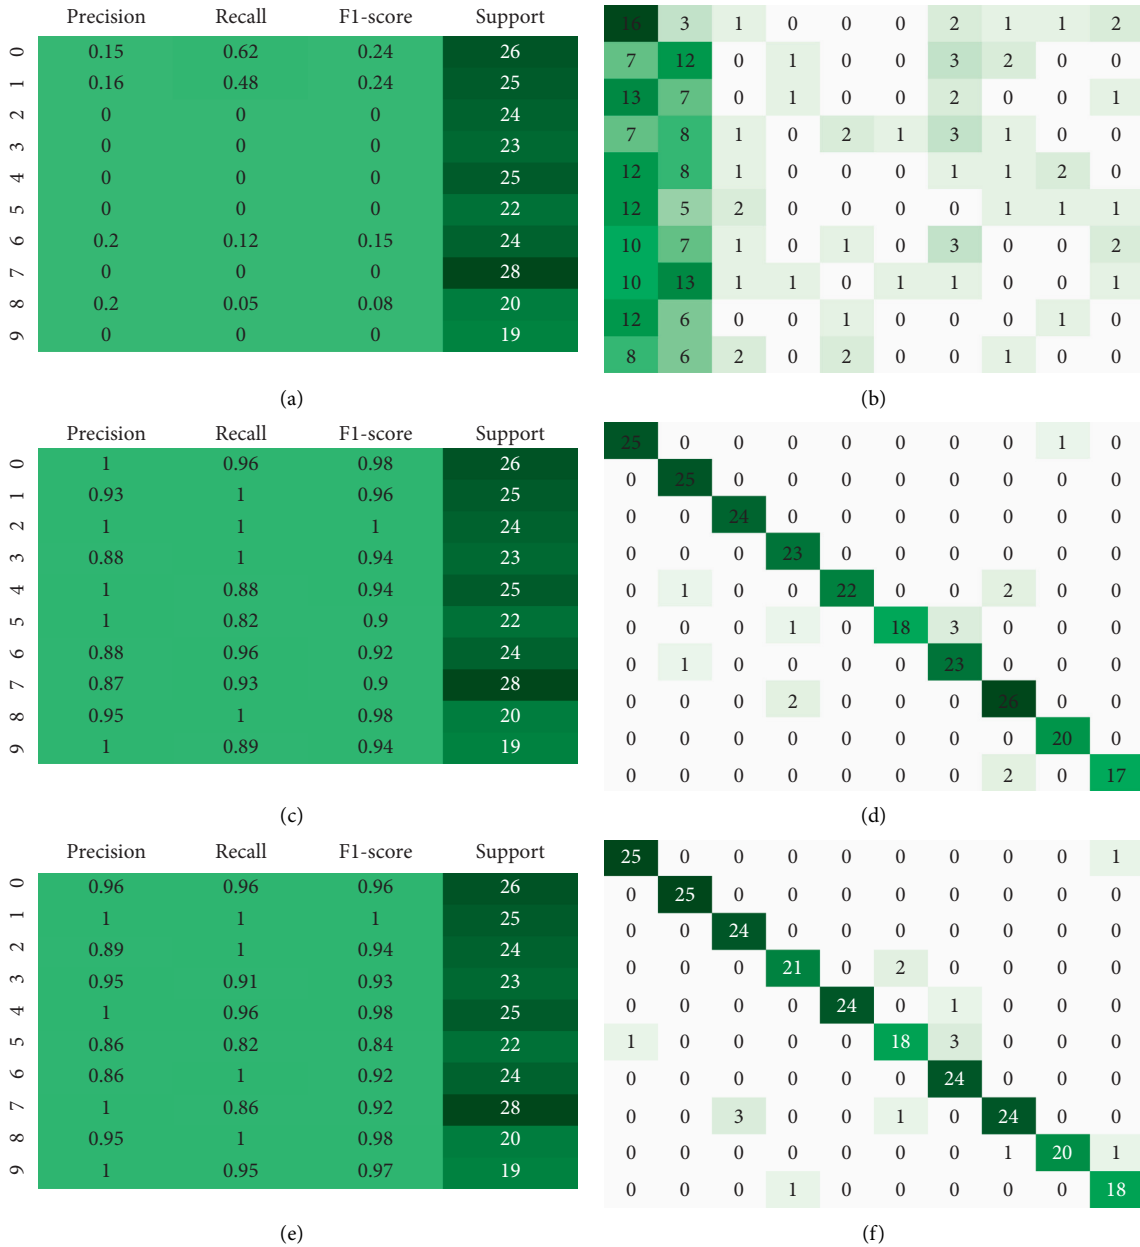 Precision Recall F1-score Support
0 0.15 0.62 0.24 26
1 0.16 0.48 0.24 25
2 0 0 0 24
3 0 0 0 23
4 0 0 0 25
5 0 0 0 22
6 0.2 0.12 0.15 24
7 0 0 0 28
8 0.2 0.05 0.08 20
9 0 0 0 19
(a)
16 3 1 0 0 0 2 1 1 2
7 12 0 1 0 0 3 2 0 0
13 7 0 1 0 0 2 0 0 1
7 8 1 0 2 1 3 1 0 0
12 8 1 0 0 0 1 1 2 0
12 5 2 0 0 0 0 1 1 1
10 7 1 0 1 0 3 0 0 2
10 13 1 1 0 1 1 0 0 1
12 6 0 0 1 0 0 0 1 0
8 6 2 0 2 0 0 1 0 0
(b)
Precision Recall F1-score Support
0 1 0.96 0.98 26
1 0.93 1 0.96 25
2 1 1 1 24
3 0.88 1 0.94 23
4 1 0.88 0.94 25
5 1 0.82 0.9 22
6 0.88 0.96 0.92 24
7 0.87 0.93 0.9 28
8 0.95 1 0.98 20
9 1 0.89 0.94 19
(c)
25 0 0 0 0 0 0 0 1 0
0 25 0 0 0 0 0 0 0 0
0 0 24 0 0 0 0 0 0 0
0 0 0 23 0 0 0 0 0 0
0 1 0 0 22 0 0 2 0 0
0 0 0 1 0 18 3 0 0 0
0 1 0 0 0 0 23 0 0 0
0 0 0 2 0 0 0 26 0 0
0 0 0 0 0 0 0 0 20 0
0 0 0 0 0 0 0 2 0 17
(d)
Precision Recall F1-score Support
0 0.96 0.96 0.96 26
1 1 1 1 25
2 0.89 1 0.94 24
3 0.95 0.91 0.93 23
4 1 0.96 0.98 25
5 0.86 0.82 0.84 22
6 0.86 1 0.92 24
7 1 0.86 0.92 28
8 0.95 1 0.98 20
9 1 0.95 0.97 19
(e)
25 0 0 0 0 0 0 0 0 1
0 25 0 0 0 0 0 0 0 0
0 0 24 0 0 0 0 0 0 0
0 0 0 21 0 2 0 0 0 0
0 0 0 0 24 0 1 0 0 0
1 0 0 0 0 18 3 0 0 0
0 0 0 0 0 0 24 0 0 0
0 0 3 0 0 1 0 24 0 0
0 0 0 0 0 0 0 1 20 1
0 0 0 1 0 0 0 0 0 18
(f)